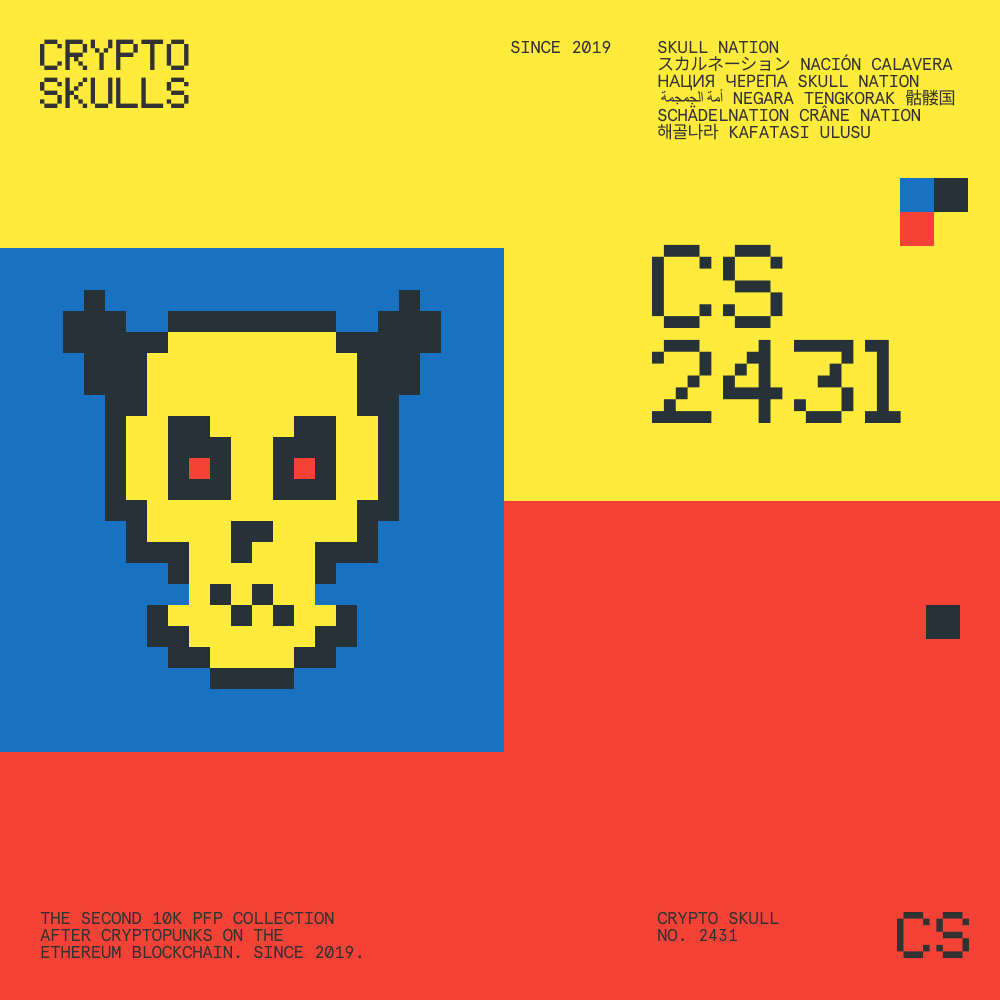 CRYPTO
SKULLS
SINCE 2019
SKULL NATION
スカルネーション NACIÓN CALAVERA
НАЦИЯ ЧЕРЕПА SKULL NATION
أمة الجمجمة NEGARA TENGKORAK 骷髅国
SCHÄDELNATION CRÂNE NATION
해골나라 KAFATASI ULUSU
CS
2431
THE SECOND 10K PFP COLLECTION
AFTER CRYPTOPUNKS ON THE
ETHEREUM BLOCKCHAIN. SINCE 2019.
CRYPTO SKULL
NO. 2431
CS